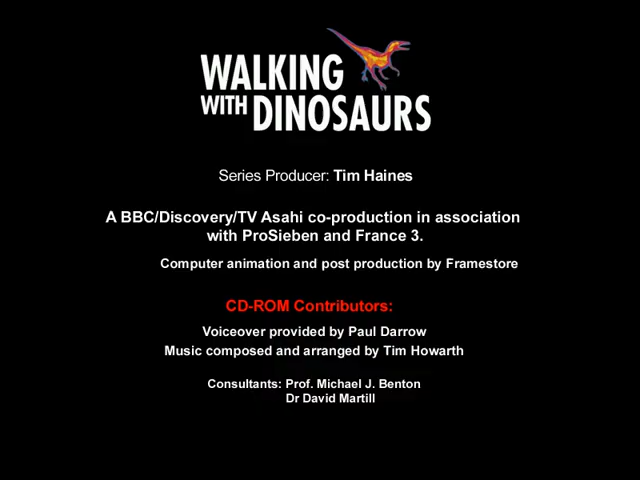 WALKING
WITH DINOSAURS
Series Producer: Tim Haines
A BBC/Discovery/TV Asahi co-production in association
with ProSieben and France 3.
Computer animation and post production by Framestore
CD-ROM Contributors:
Voiceover provided by Paul Darrow
Music composed and arranged by Tim Howarth
Consultants: Prof. Michael J. Benton
Dr David Martill